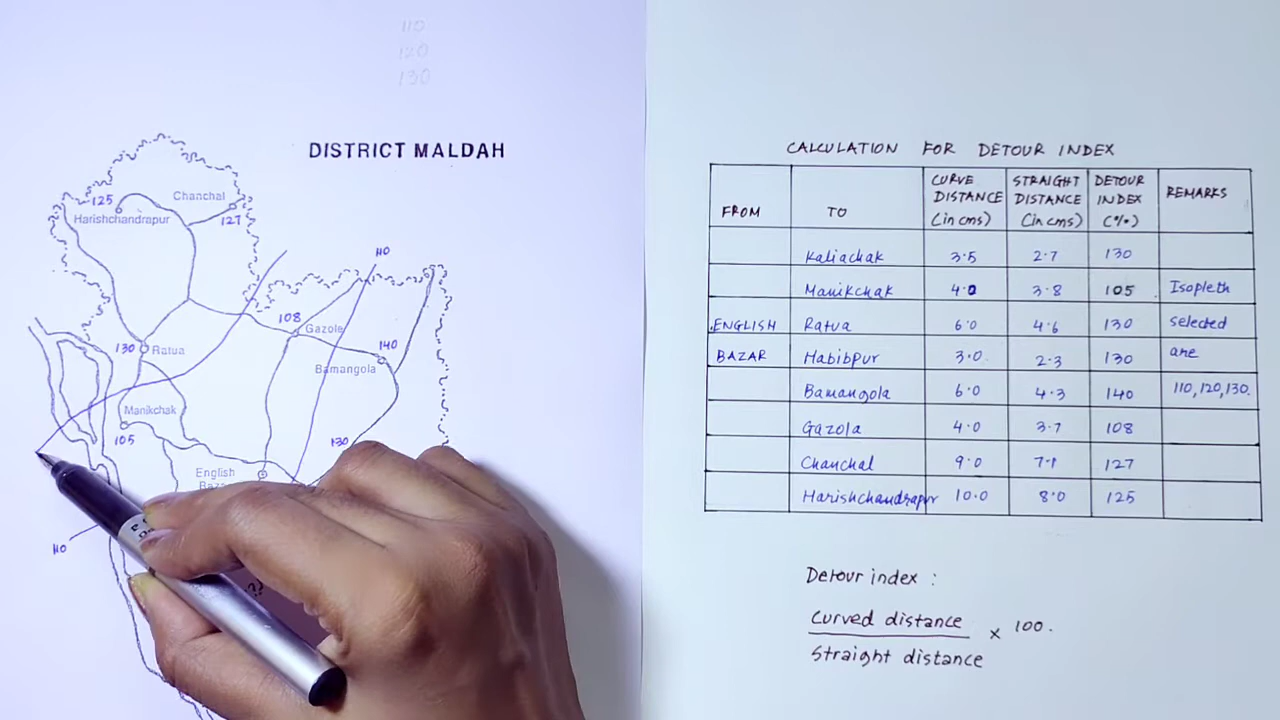 110
120
130
DISTRICT MALDAH
125
Chanchal
Harishchandrapur
127
110
108
Gazole
130
Ratua
140
Bamangola
Manikchak
105
130
English
110
CALCULATION FOR DETOUR INDEX
FROM TO CURVE DISTANCE (in cms) STRAIGHT DISTANCE (in cms) DETOUR INDEX (%) REMARKS
Kaliachak 3.5 2.7 130
Manikchak 4.0 3.8 105 Isopleth
ENGLISH Ratua 6.0 4.6 130 selected
BAZAR Habibpur 3.0 2.3 130 are
Bamangola 6.0 4.3 140 110, 120, 130.
Gazola 4.0 3.7 108
Chanchal 9.0 7.1 127
Harishchandrapur 10.0 8.0 125
Detour index :
Curved distance
x 100.
Straight distance